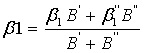 β1 = (β₁' B' + β₁'' B'') / (B' + B'')